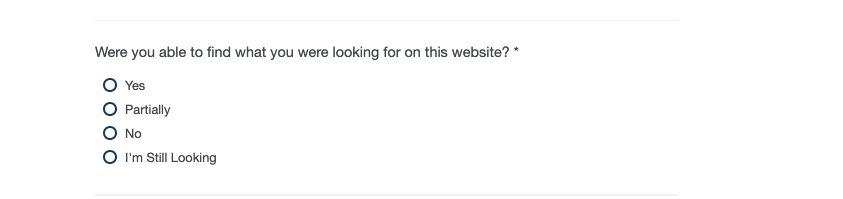 Were you able to find what you were looking for on this website? *
Yes
Partially
No
I'm Still Looking